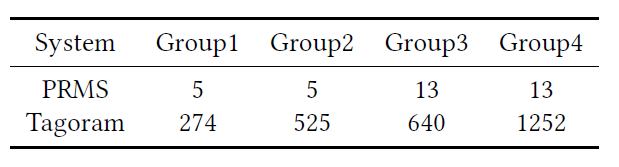 System Group1 Group2 Group3 Group4
PRMS 5 5 13 13
Tagoram 274 525 640 1252